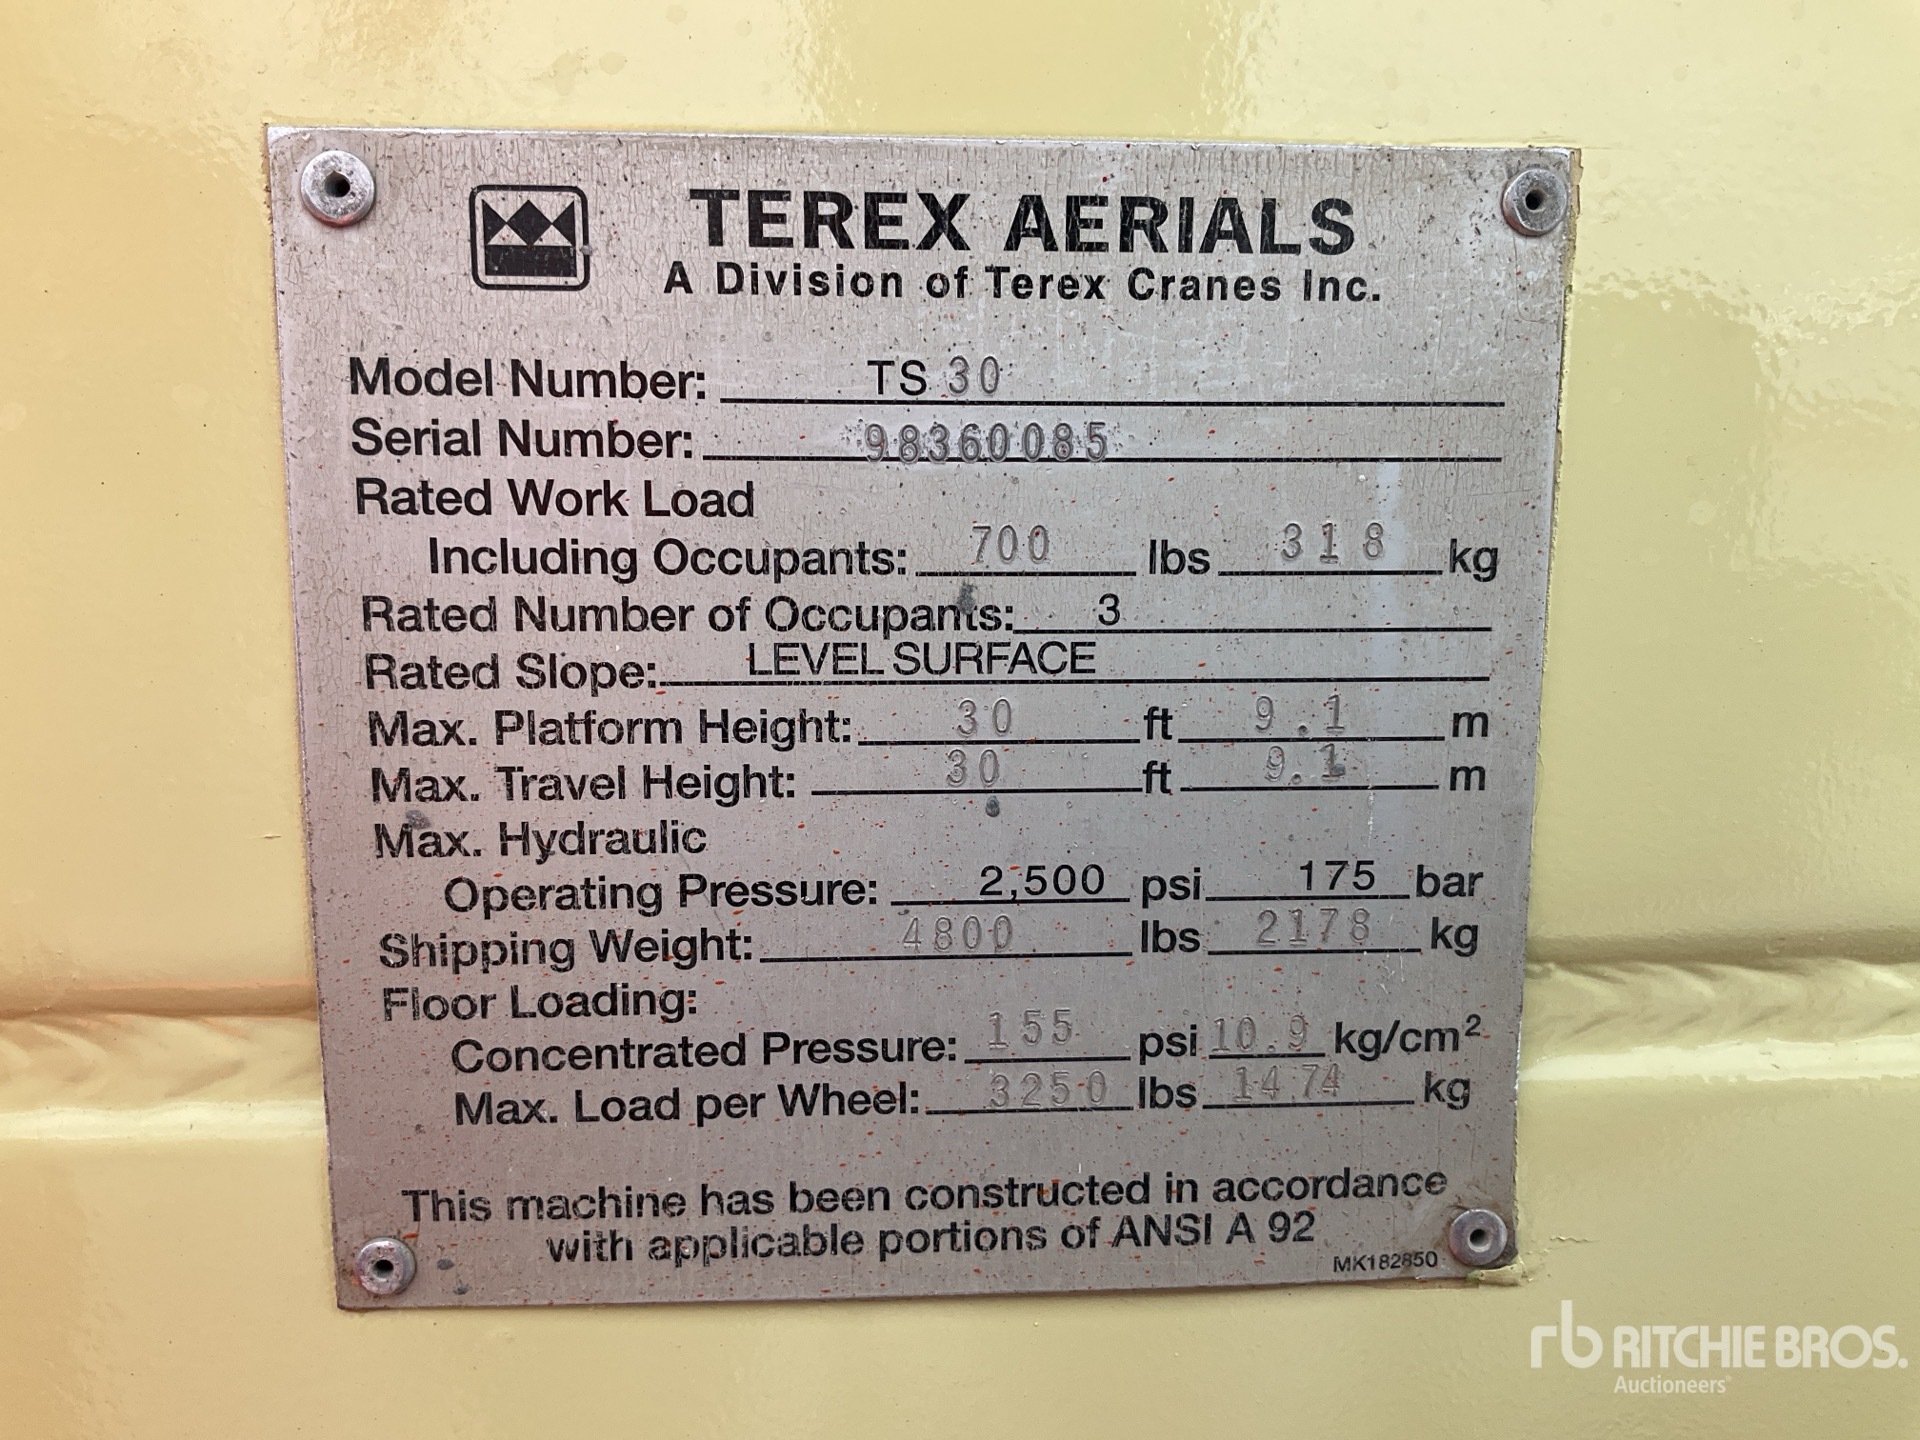 TEREX AERIALS
A Division of Terex Cranes Inc.
Model Number: TS 30
Serial Number: 98360085
Rated Work Load
Including Occupants: 700 lbs 318 kg
Rated Number of Occupants: 3
Rated Slope: LEVEL SURFACE
Max. Platform Height: 30 ft 9.1 m
Max. Travel Height: 30 ft 9.1 m
Max. Hydraulic
Operating Pressure: 2,500 psi 175 bar
Shipping Weight: 4800 lbs 2178 kg
Floor Loading:
Concentrated Pressure: 155 psi 10.9 kg/cm²
Max. Load per Wheel: 3250 lbs 1474 kg
This machine has been constructed in accordance
with applicable portions of ANSI A 92
MK182850
rb RITCHIE BROS.
Auctioneers